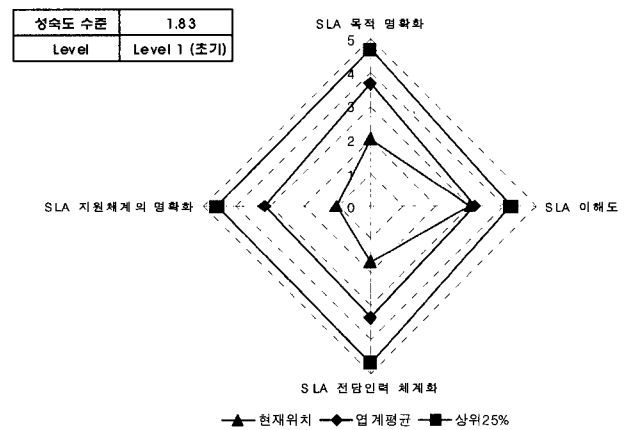 성숙도 수준 1.83
Level Level 1 (초기)
SLA 목적 명확화
5
4
3
2
1
0
SLA 지원체계의 명확화
SLA 이해도
SLA 전담인력 체계화
현재위치 업계평균 상위25%